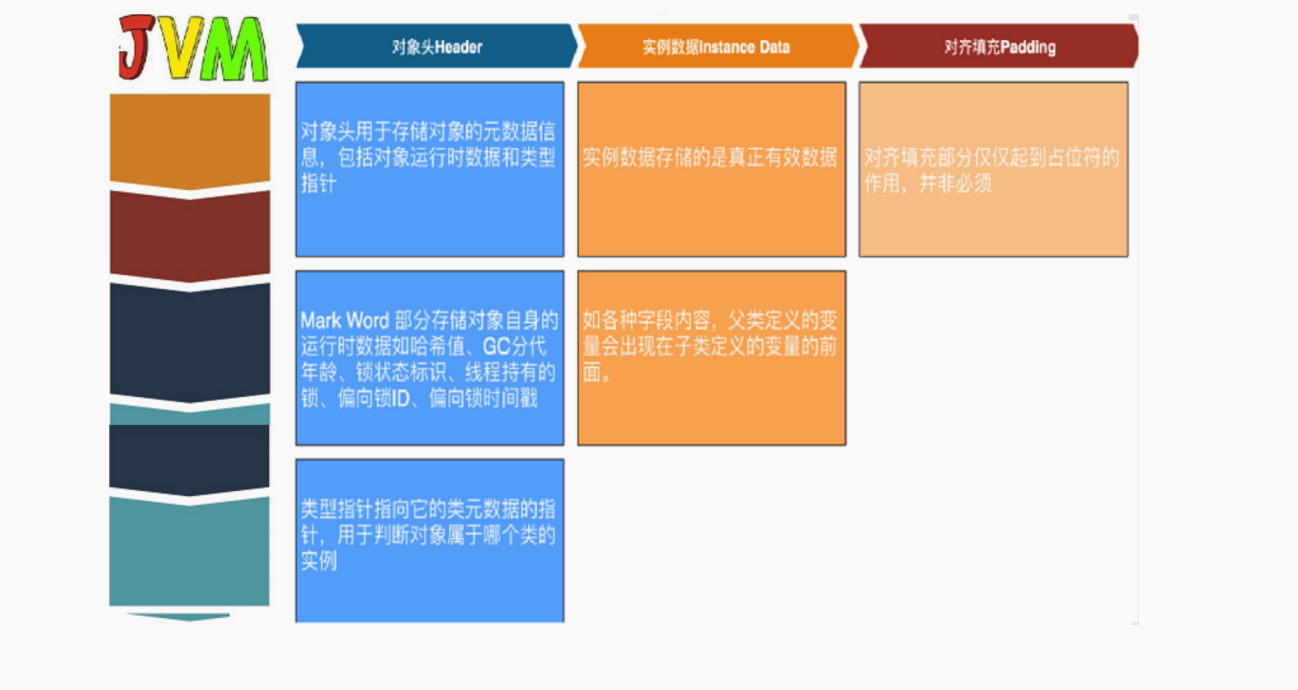 JVM
对象头Header
实例数据Instance Data
对齐填充Padding
对象头用于存储对象的元数据信
息，包括对象运行时数据和类型
指针
实例数据存储的是真正有效数据
对齐填充部分仅仅起到占位符的
作用，并非必须
Mark Word 部分存储对象自身的
运行时数据如哈希值、GC分代
年龄、锁状态标识、线程持有的
锁、偏向锁ID、偏向锁时间戳
如各种字段内容，父类定义的变
量会出现在子类定义的变量的前
面。
类型指针指向它的类元数据的指
针，用于判断对象属于哪个类的
实例